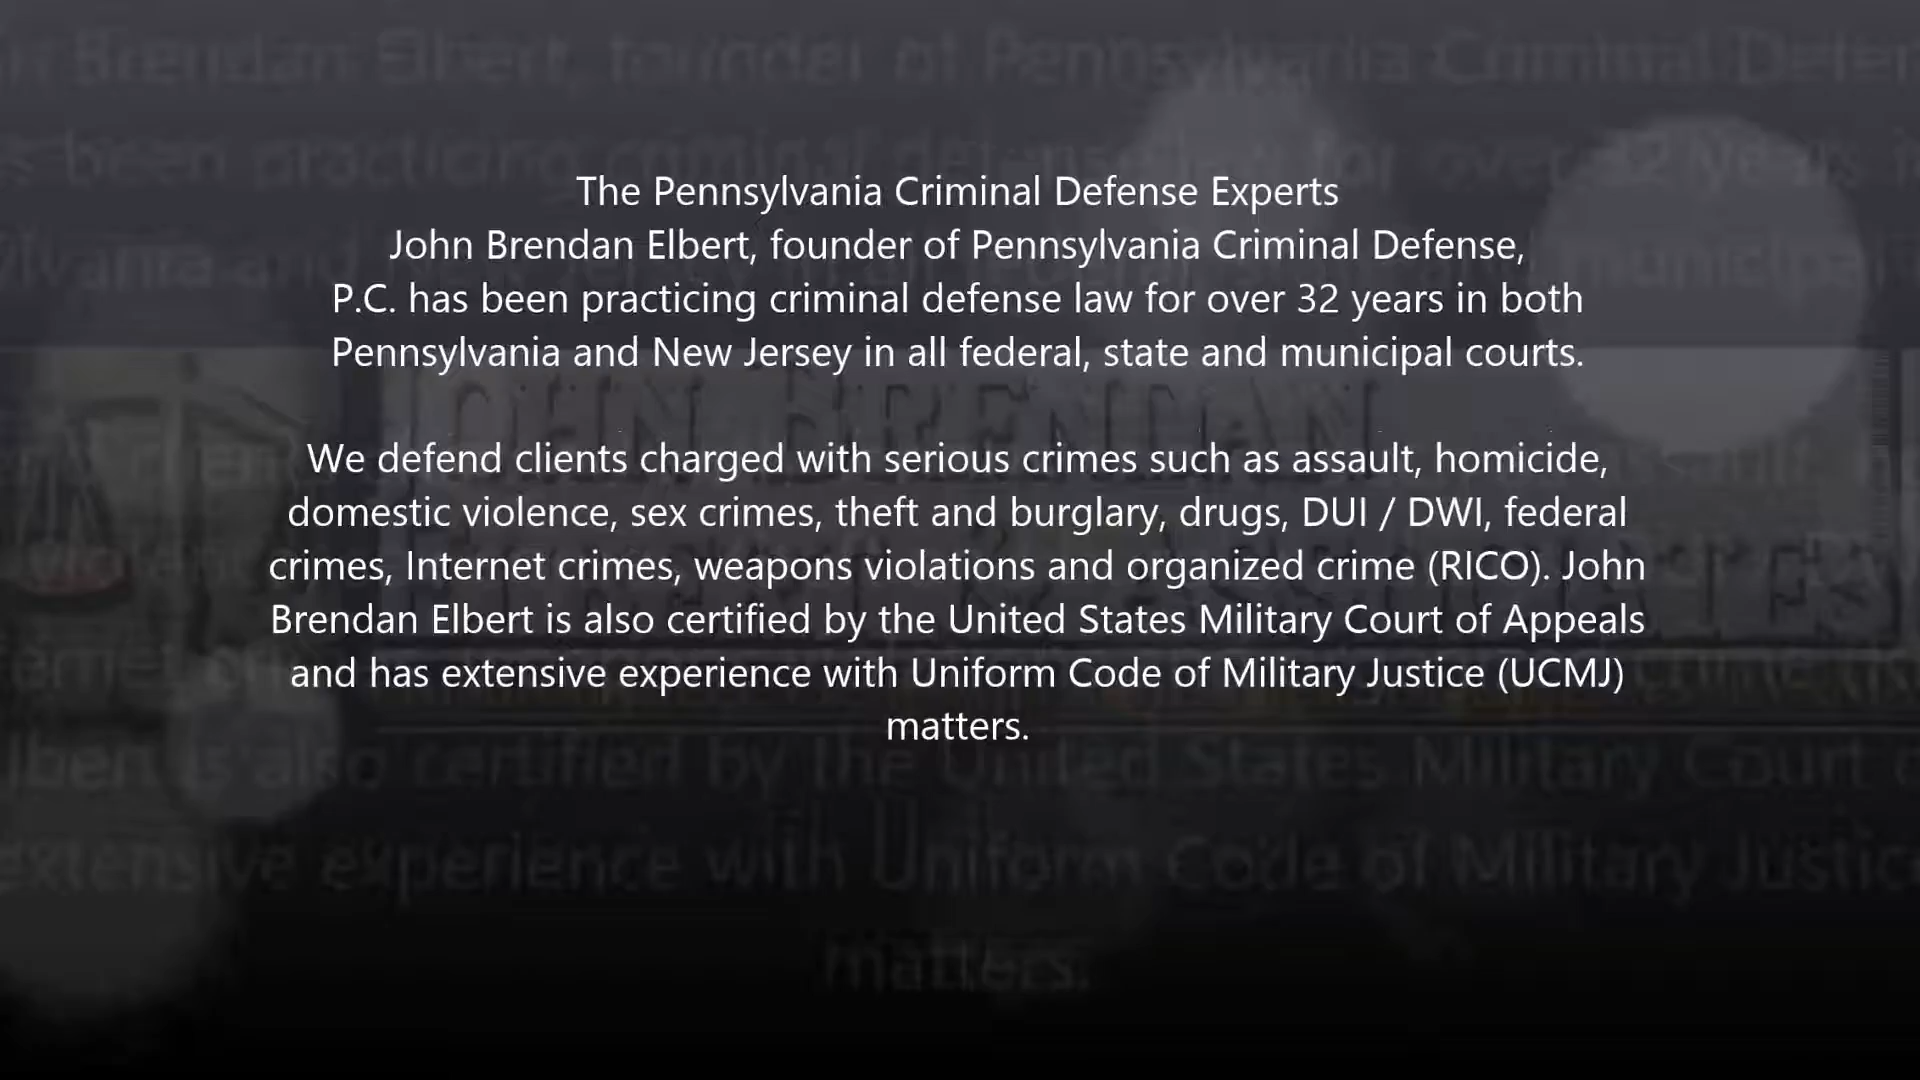 The Pennsylvania Criminal Defense Experts
John Brendan Elbert, founder of Pennsylvania Criminal Defense,
P.C. has been practicing criminal defense law for over 32 years in both
Pennsylvania and New Jersey in all federal, state and municipal courts.
We defend clients charged with serious crimes such as assault, homicide,
domestic violence, sex crimes, theft and burglary, drugs, DUI / DWI, federal
crimes, Internet crimes, weapons violations and organized crime (RICO). John
Brendan Elbert is also certified by the United States Military Court of Appeals
and has extensive experience with Uniform Code of Military Justice (UCMJ)
matters.